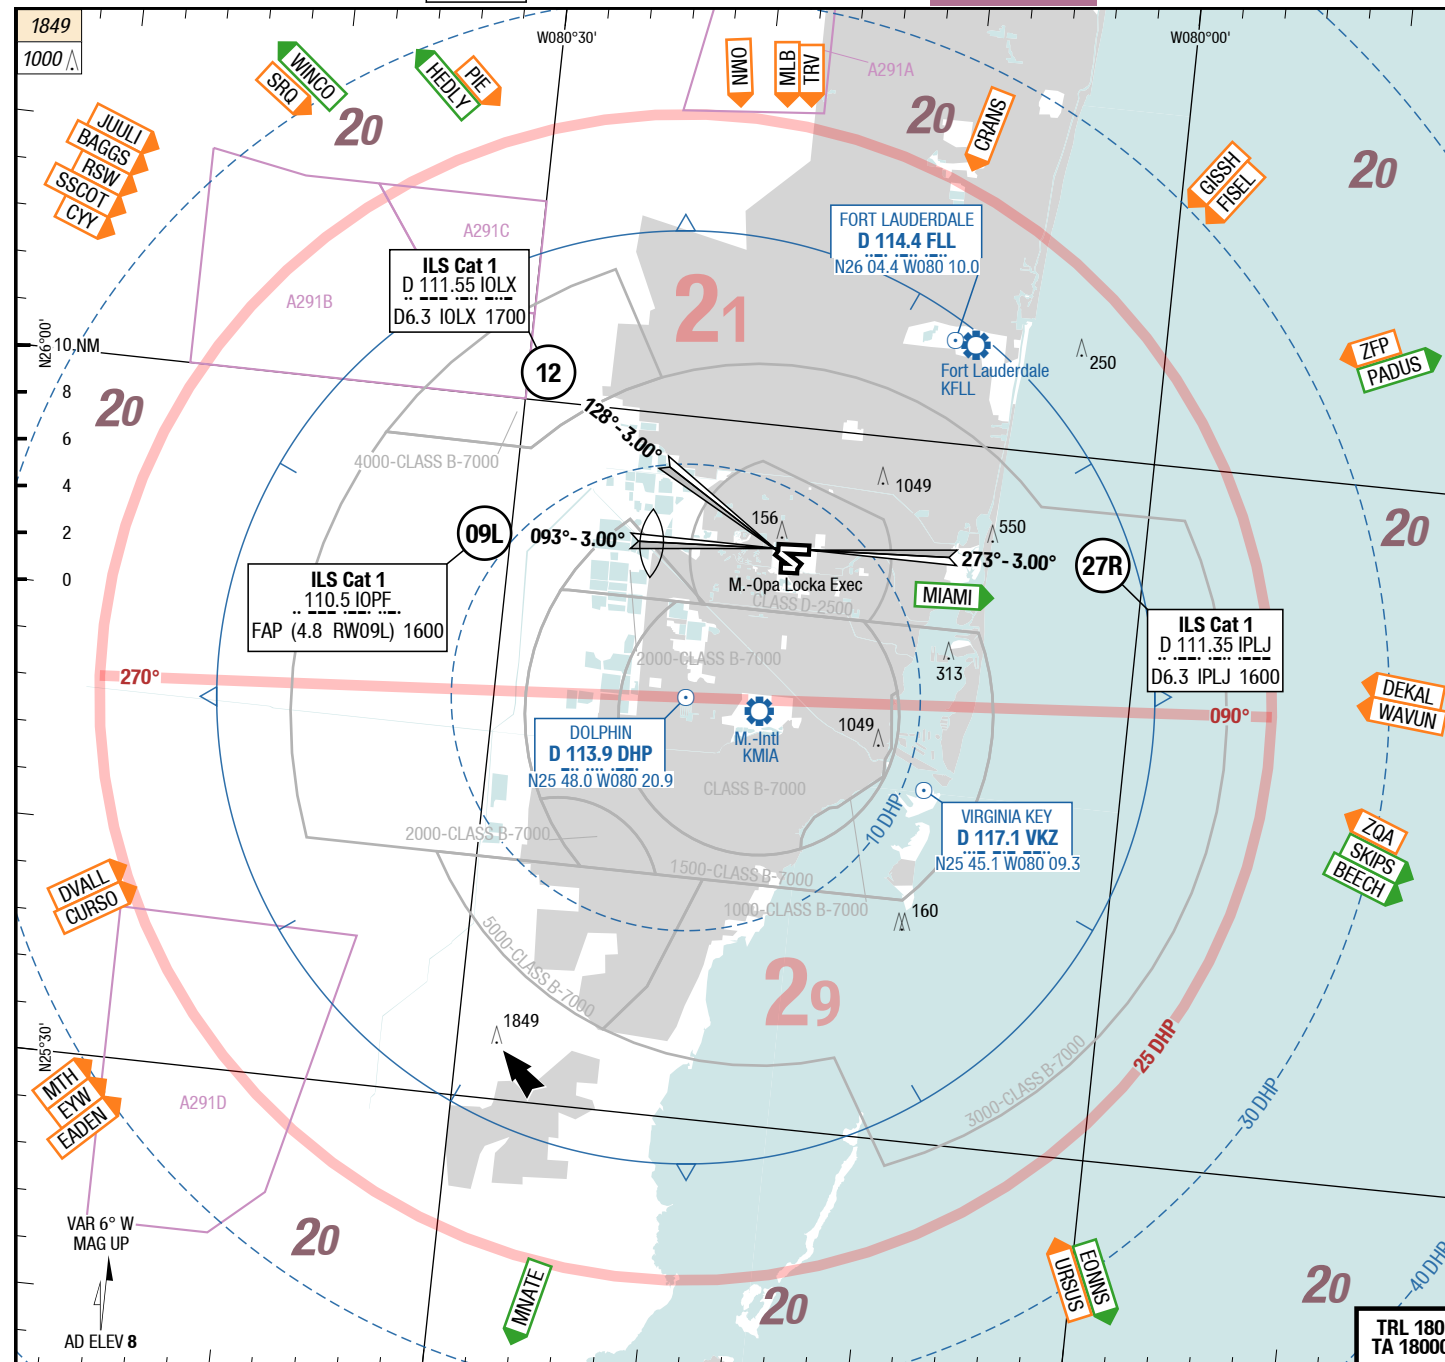 1849
1000
WINCO
SRQ
HEDLY
PIE
W080°30'
NWO
MLB
TRV
A291A
W080°00'
20
20
CRANS
JUULI
BAGGS
RSW
SSCOT
CYY
GISSH
FISEL
20
A291C
FORT LAUDERDALE
D 114.4 FLL
N26 04.4 W080 10.0
ILS Cat 1
D 111.55 IOLX
D6.3 IOLX 1700
A291B
21
N26°00'
10 NM
8
6
4
2
0
12
Fort Lauderdale
KFLL
250
ZFP
PADUS
20
128°-3.00°
4000-CLASS B-7000
1049
09L
093°-3.00°
156
550
20
273°-3.00°
27R
M.-Opa Locka Exec
MIAMI
CLASS D-2500
ILS Cat 1
110.5 IOPF
FAP (4.8 RW09L) 1600
ILS Cat 1
D 111.35 IPLJ
D6.3 IPLJ 1600
2000-CLASS B-7000
313
270°
090°
DEKAL
WAVUN
DOLPHIN
D 113.9 DHP
N25 48.0 W080 20.9
M.-Intl
KMIA
1049
CLASS B-7000
10 DHP
VIRGINIA KEY
D 117.1 VKZ
N25 45.1 W080 09.3
ZQA
SKIPS
BEECH
2000-CLASS B-7000
1500-CLASS B-7000
1000-CLASS B-7000
160
DVALL
CURSO
5000-CLASS B-7000
29
1849
N25°30'
MTH
EYW
EADEN
A291D
25 DHP
3000-CLASS B-7000
30 DHP
VAR 6° W
MAG UP
AD ELEV 8
20
MNATE
20
URSUS
EONNS
20
40 DHP
TRL 180
TA 18000